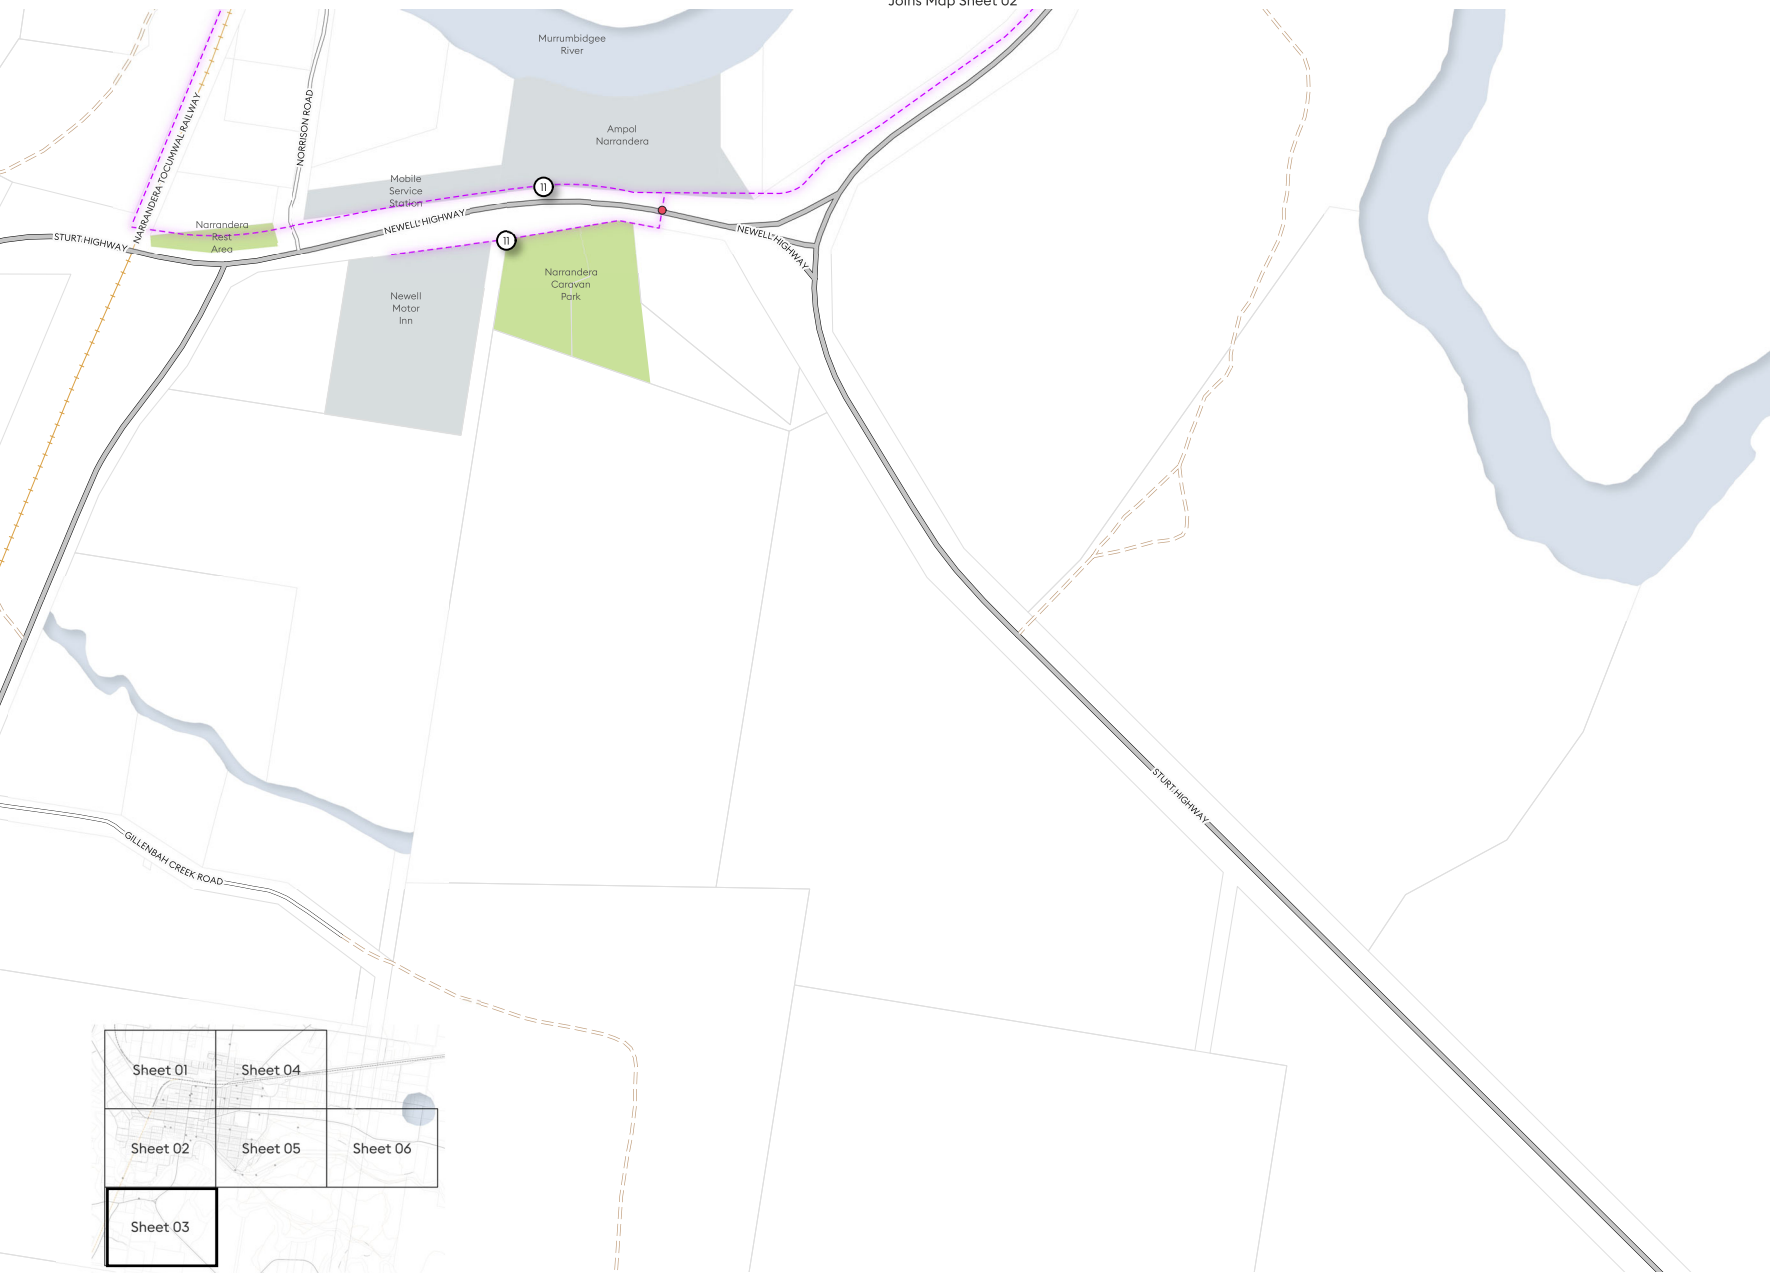 Joins Map Sheet 02
Murrumbidgee
River
NARRANDERA TOCUMWAL RAILWAY
NORRISON ROAD
Ampol
Narrandera
Mobile
Service
Station
11
NEWELL HIGHWAY
Narrandera
Rest
Area
STURT HIGHWAY
11
NEWELL HIGHWAY
Narrandera
Caravan
Park
Newell
Motor
Inn
STURT HIGHWAY
GILLENBAH CREEK ROAD
Sheet 01
Sheet 04
Sheet 02
Sheet 05
Sheet 06
Sheet 03